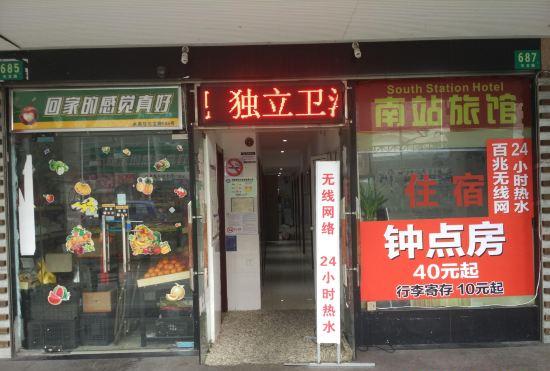 685
回家的感觉真好
独立卫
无线网络 24小时热水
687
South Station Hotel
南站旅馆
住宿
24小时热水
百兆无线网
钟点房
40元起
行李寄存 10元起